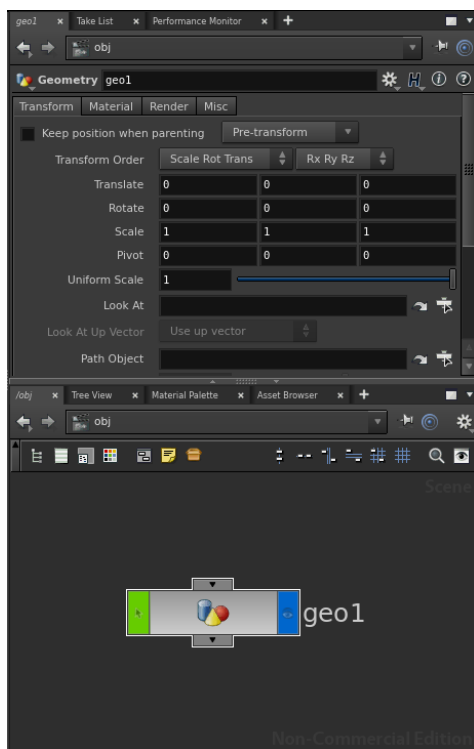 geo1 Take List Performance Monitor
obj
Geometry geo1
Transform Material Render Misc
Keep position when parenting Pre-transform
Transform Order Scale Rot Trans Rx Ry Rz
Translate 0 0 0
Rotate 0 0 0
Scale 1 1 1
Pivot 0 0 0
Uniform Scale 1
Look At
Look At Up Vector Use up vector
Path Object
/obj Tree View Material Palette Asset Browser
obj
Scene
geo1
Non-Commercial Edition